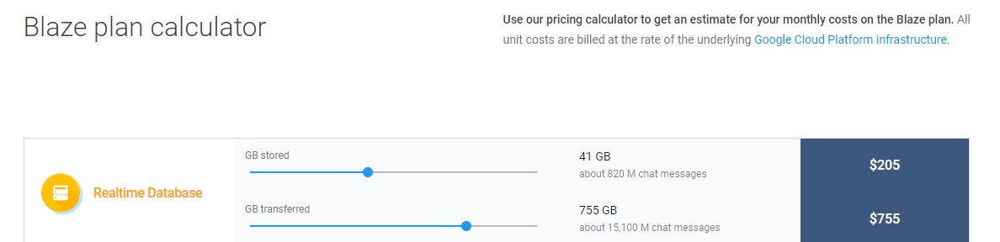 Blaze plan calculator
Use our pricing calculator to get an estimate for your monthly costs on the Blaze plan. All
unit costs are billed at the rate of the underlying Google Cloud Platform infrastructure.
Realtime Database
GB stored
41 GB
about 820 M chat messages
$205
GB transferred
755 GB
about 15,100 M chat messages
$755